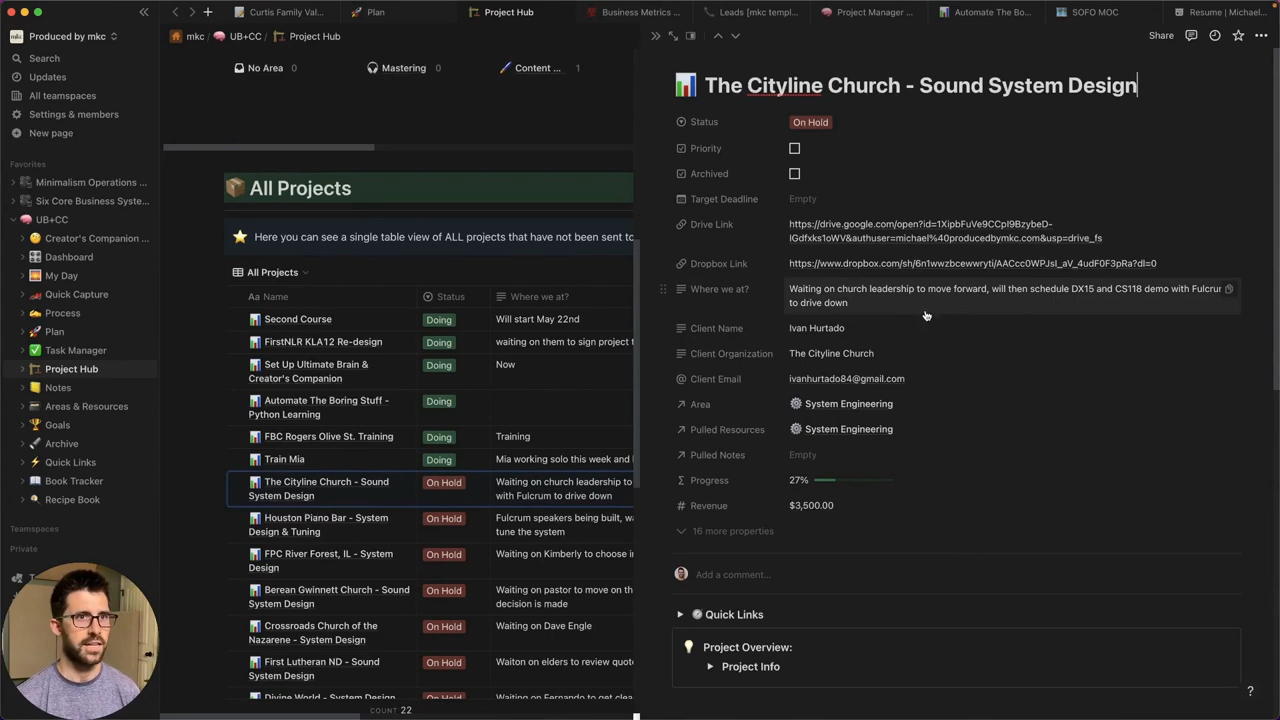 Curtis Family Val...
Plan
Project Hub
Business Metrics ...
Leads [mkc templ...
Project Manager ...
Automate The Bo...
SOFO MOC
Resume | Michael...
Produced by mkc
Search
Updates
All teamspaces
Settings & members
New page
Favorites
Minimalism Operations ...
Six Core Business Syste...
UB+CC
Creator's Companion ...
Dashboard
My Day
Quick Capture
Process
Plan
Task Manager
Project Hub
Notes
Areas & Resources
Goals
Archive
Quick Links
Book Tracker
Recipe Book
Teamspaces
Private
mkc / UB+CC / Project Hub
No Area 0
Mastering 0
Content ... 1
All Projects
Here you can see a single table view of ALL projects that have not been sent to
All Projects
Name Status Where we at?
Second Course Doing Will start May 22nd
FirstNLR KLA12 Re-design Doing waiting on them to sign project
Set Up Ultimate Brain & Doing Now
Creator's Companion
Automate The Boring Stuff - Doing
Python Learning
FBC Rogers Olive St. Training Doing Training
Train Mia Doing Mia working solo this week and
The Cityline Church - Sound On Hold Waiting on church leadership to
System Design with Fulcrum to drive down
Houston Piano Bar - System On Hold Fulcrum speakers being built,
Design & Tuning tune the system
FPC River Forest, IL - System On Hold Waiting on Kimberly to choose
Design
Berean Gwinnett Church - On Hold Waiting on pastor to move on
Sound System Design decision is made
Crossroads Church of the On Hold Waiting on Dave Engle
Nazarene - System Design
First Lutheran ND - Sound On Hold Waiton on elders to review quote
System Design
Divine World - System Design On Hold Waiting on Fernando to get
COUNT 22
Share
The Cityline Church - Sound System Design
Status On Hold
Priority
Archived
Target Deadline Empty
Drive Link https://drive.google.com/open?id=1XipbFuVe9CCpI9BzybeD-
IGdfxks1oWV&authuser=michael%40producedbymkc.com&usp=drive_fs
Dropbox Link https://www.dropbox.com/sh/6n1wwzbcewwryti/AACcc0WPJsI_aV_4udF0F3pRa?dl=0
Where we at? Waiting on church leadership to move forward, will then schedule DX15 and CS118 demo with Fulcrum
to drive down
Client Name Ivan Hurtado
Client Organization The Cityline Church
Client Email ivanhurtado84@gmail.com
Area System Engineering
Pulled Resources System Engineering
Pulled Notes Empty
Progress 27%
Revenue $3,500.00
16 more properties
Add a comment...
Quick Links
Project Overview:
Project Info
?